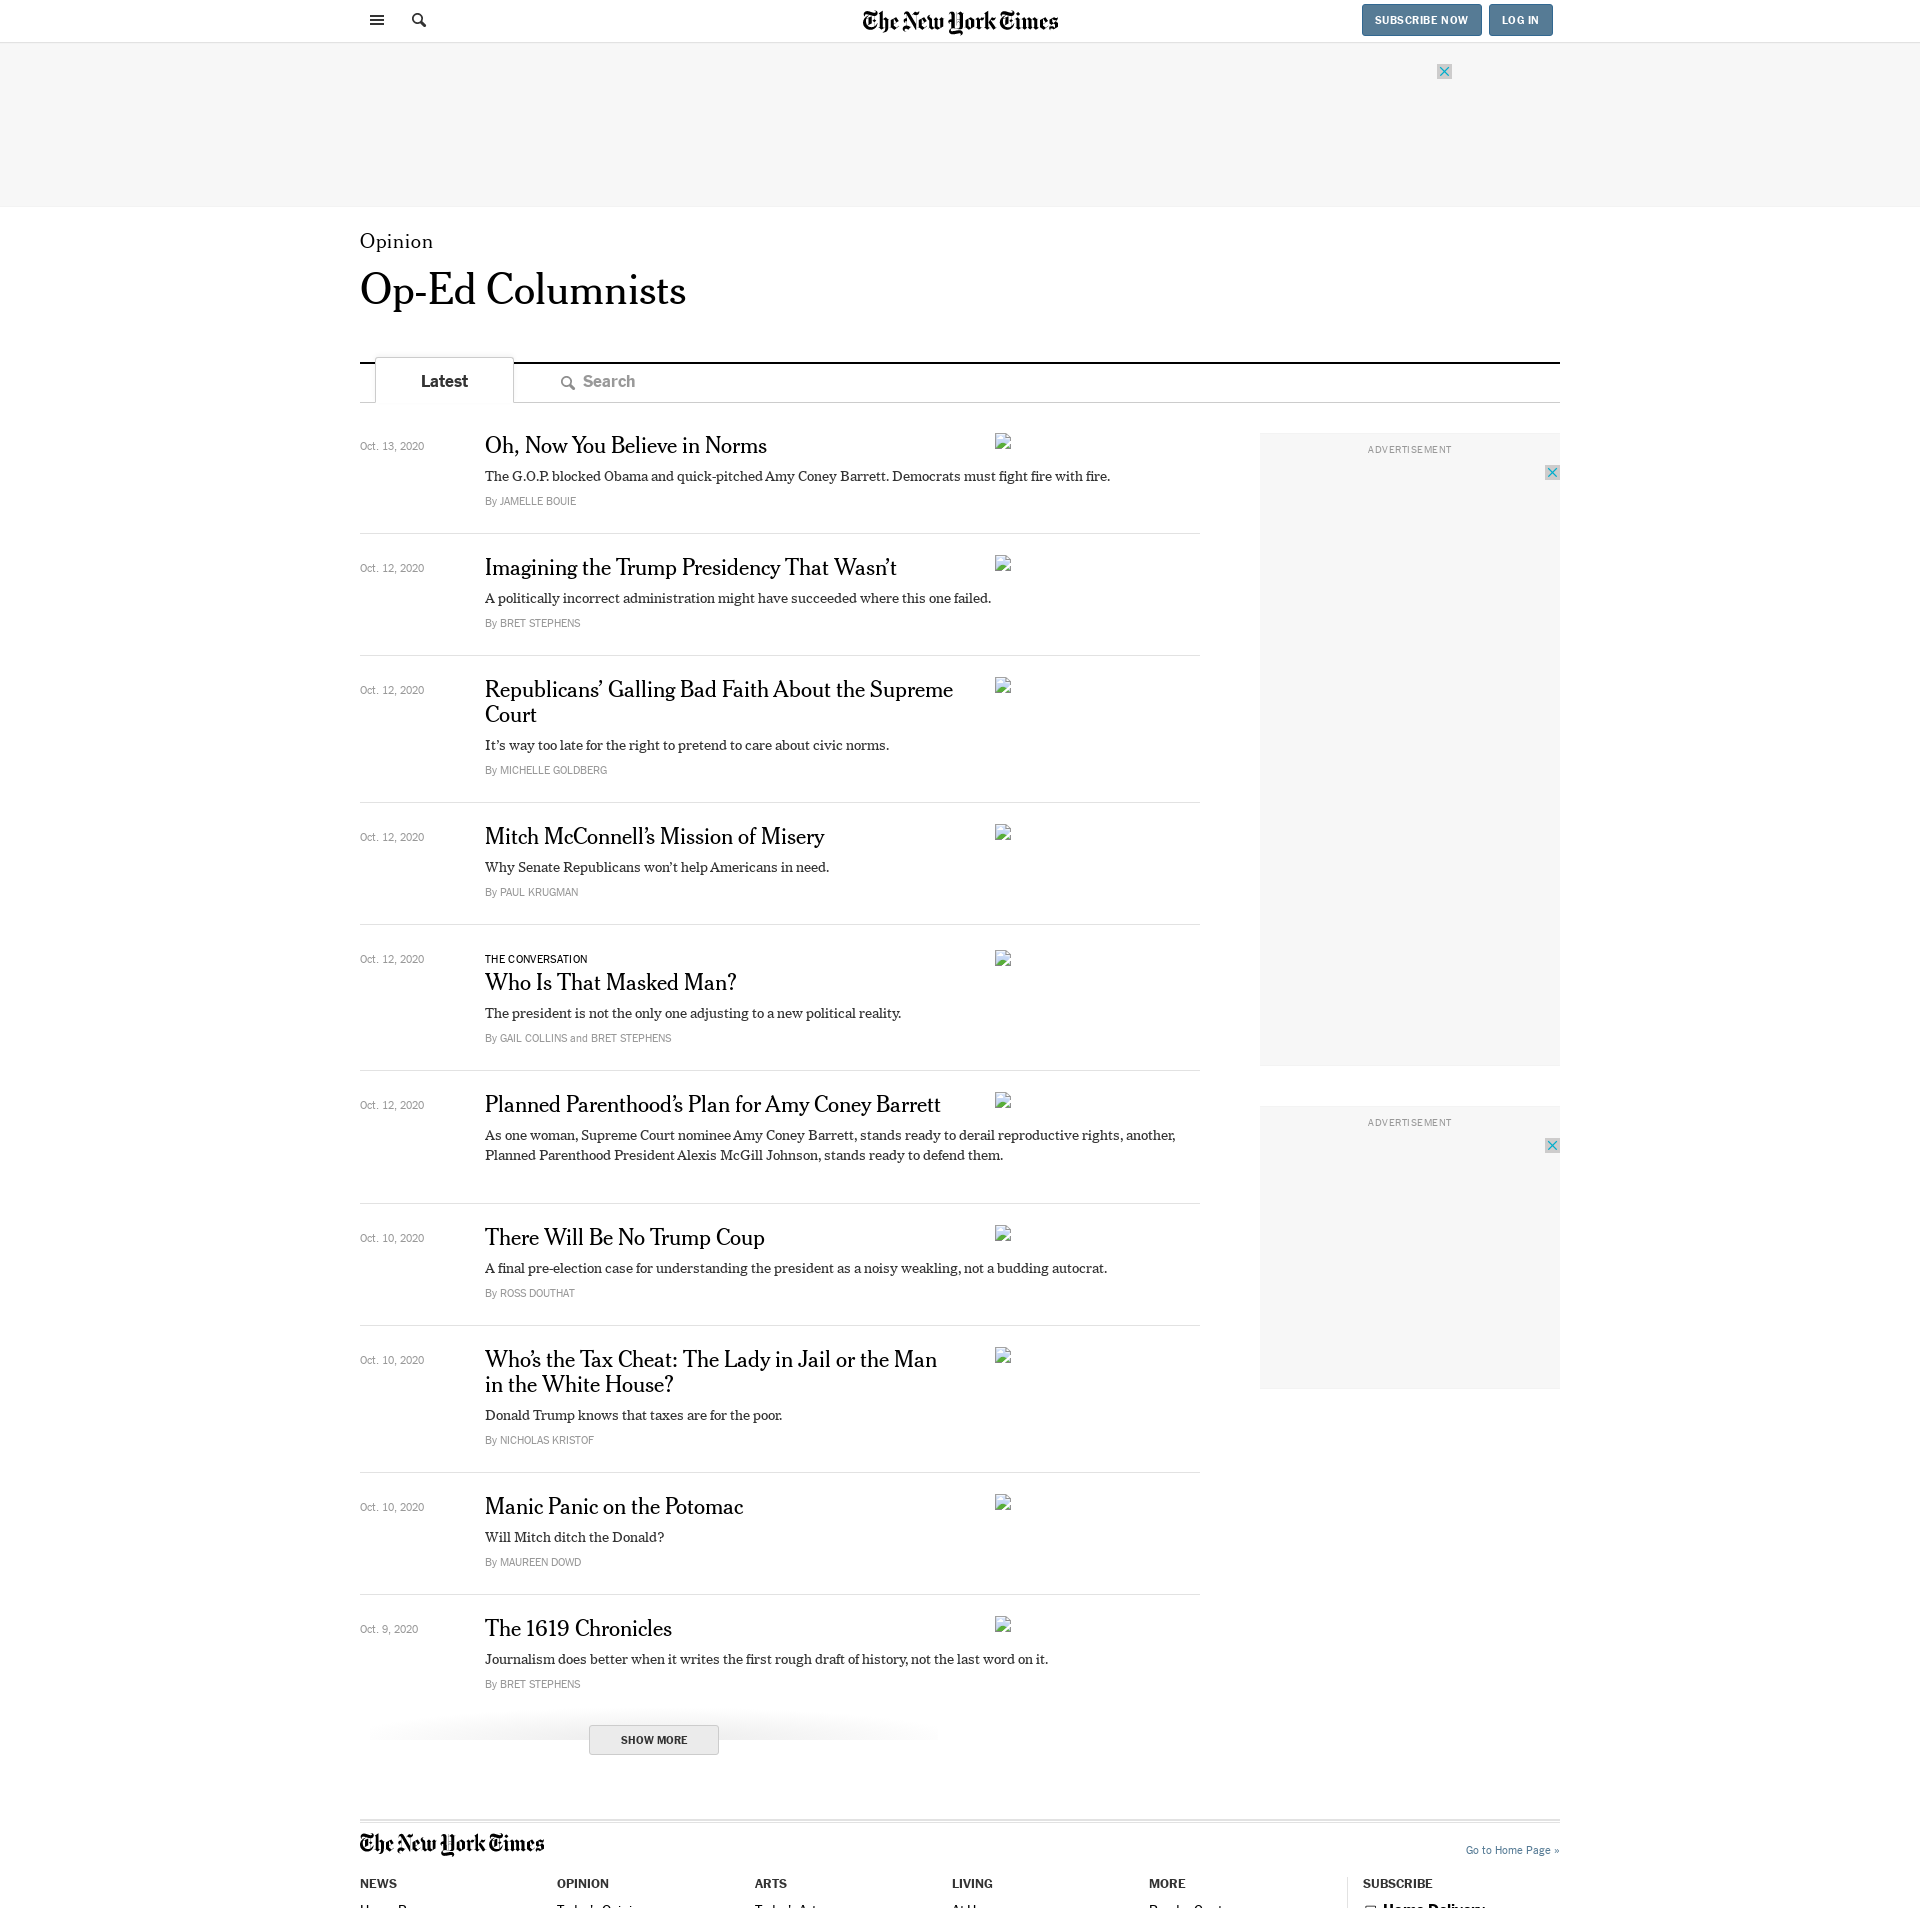 The New York Times
SUBSCRIBE NOW
LOG IN
Opinion
Op-Ed Columnists
Latest
Search
Oct. 13, 2020
Oh, Now You Believe in Norms
The G.O.P. blocked Obama and quick-pitched Amy Coney Barrett. Democrats must fight fire with fire.
By JAMELLE BOUIE
ADVERTISEMENT
Oct. 12, 2020
Imagining the Trump Presidency That Wasn’t
A politically incorrect administration might have succeeded where this one failed.
By BRET STEPHENS
Oct. 12, 2020
Republicans’ Galling Bad Faith About the Supreme
Court
It’s way too late for the right to pretend to care about civic norms.
By MICHELLE GOLDBERG
Oct. 12, 2020
Mitch McConnell’s Mission of Misery
Why Senate Republicans won’t help Americans in need.
By PAUL KRUGMAN
Oct. 12, 2020
THE CONVERSATION
Who Is That Masked Man?
The president is not the only one adjusting to a new political reality.
By GAIL COLLINS and BRET STEPHENS
Oct. 12, 2020
Planned Parenthood’s Plan for Amy Coney Barrett
As one woman, Supreme Court nominee Amy Coney Barrett, stands ready to derail reproductive rights, another,
Planned Parenthood President Alexis McGill Johnson, stands ready to defend them.
ADVERTISEMENT
Oct. 10, 2020
There Will Be No Trump Coup
A final pre-election case for understanding the president as a noisy weakling, not a budding autocrat.
By ROSS DOUTHAT
Oct. 10, 2020
Who’s the Tax Cheat: The Lady in Jail or the Man
in the White House?
Donald Trump knows that taxes are for the poor.
By NICHOLAS KRISTOF
Oct. 10, 2020
Manic Panic on the Potomac
Will Mitch ditch the Donald?
By MAUREEN DOWD
Oct. 9, 2020
The 1619 Chronicles
Journalism does better when it writes the first rough draft of history, not the last word on it.
By BRET STEPHENS
SHOW MORE
The New York Times
Go to Home Page »
NEWS
OPINION
ARTS
LIVING
MORE
SUBSCRIBE
Home Delivery